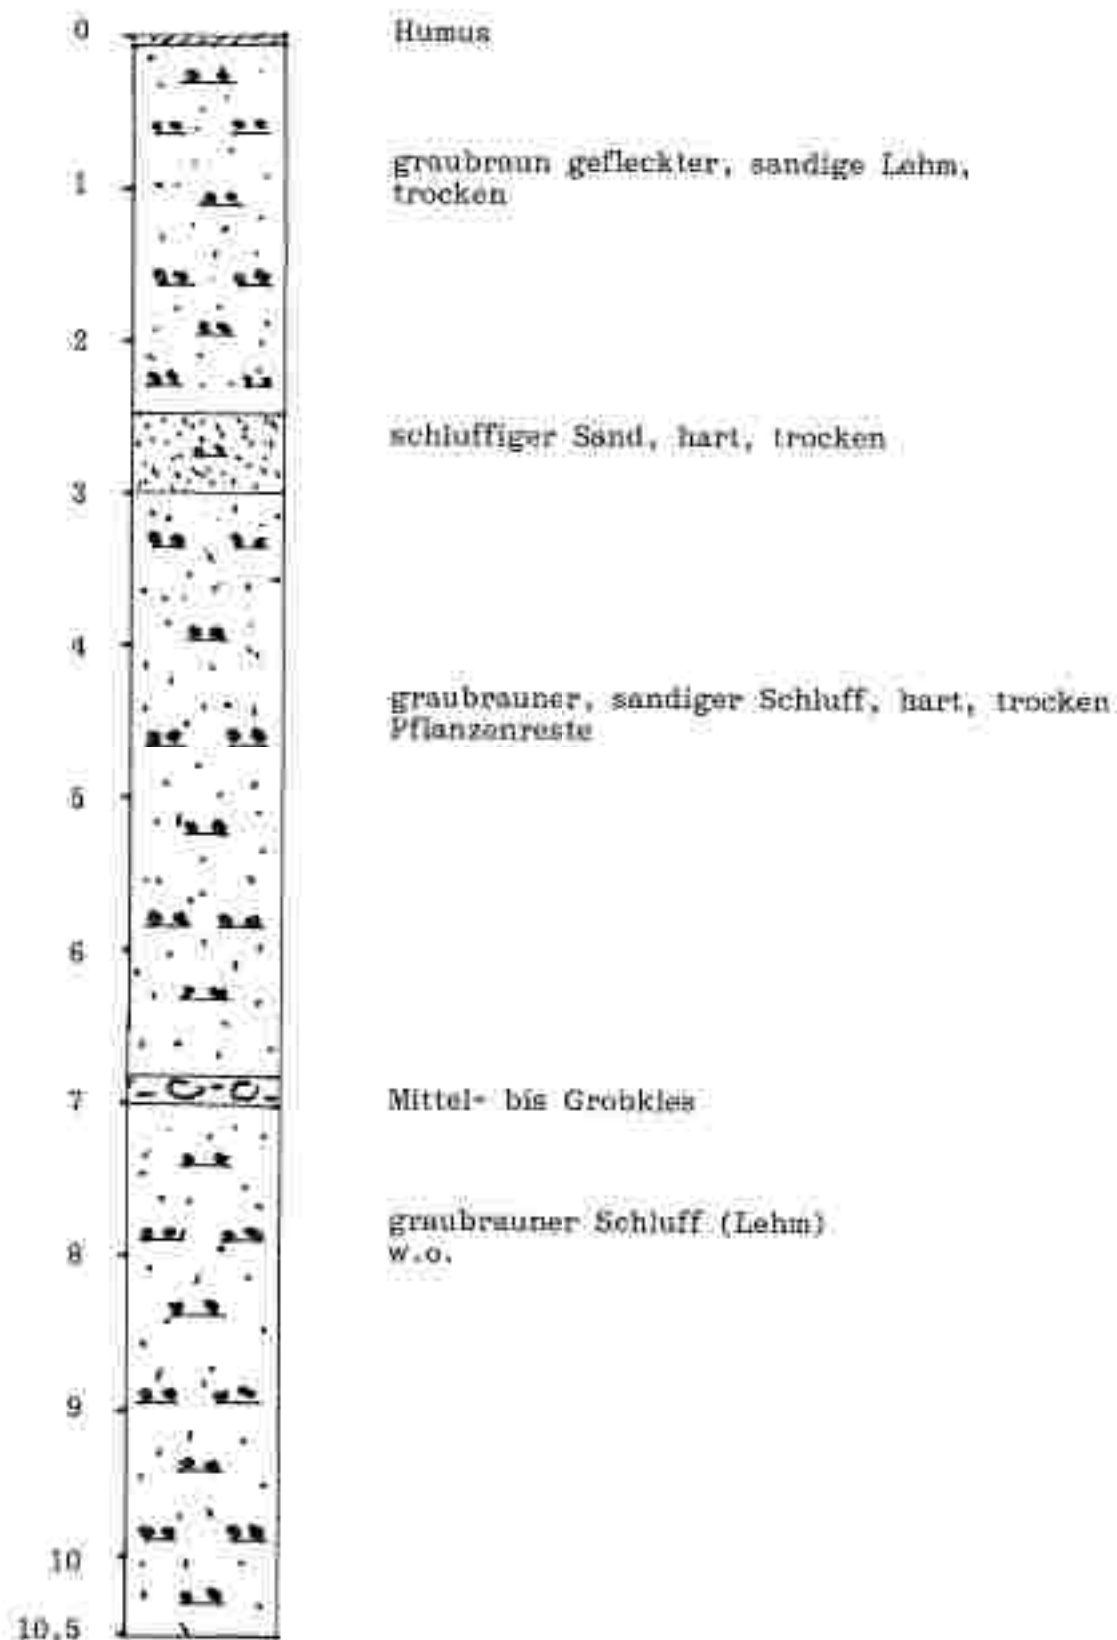 0 Humus
graubraun gefleckter, sandige Lehm,
1
trocken
2
schluffiger Sand, hart, trocken
3
4
graubrauner, sandiger Schluff, hart, trocken
Pflanzenreste
5
6
7 Mittel- bis Grobkies
graubrauner Schluff (Lehm)
8 w.o.
9
10
10,5